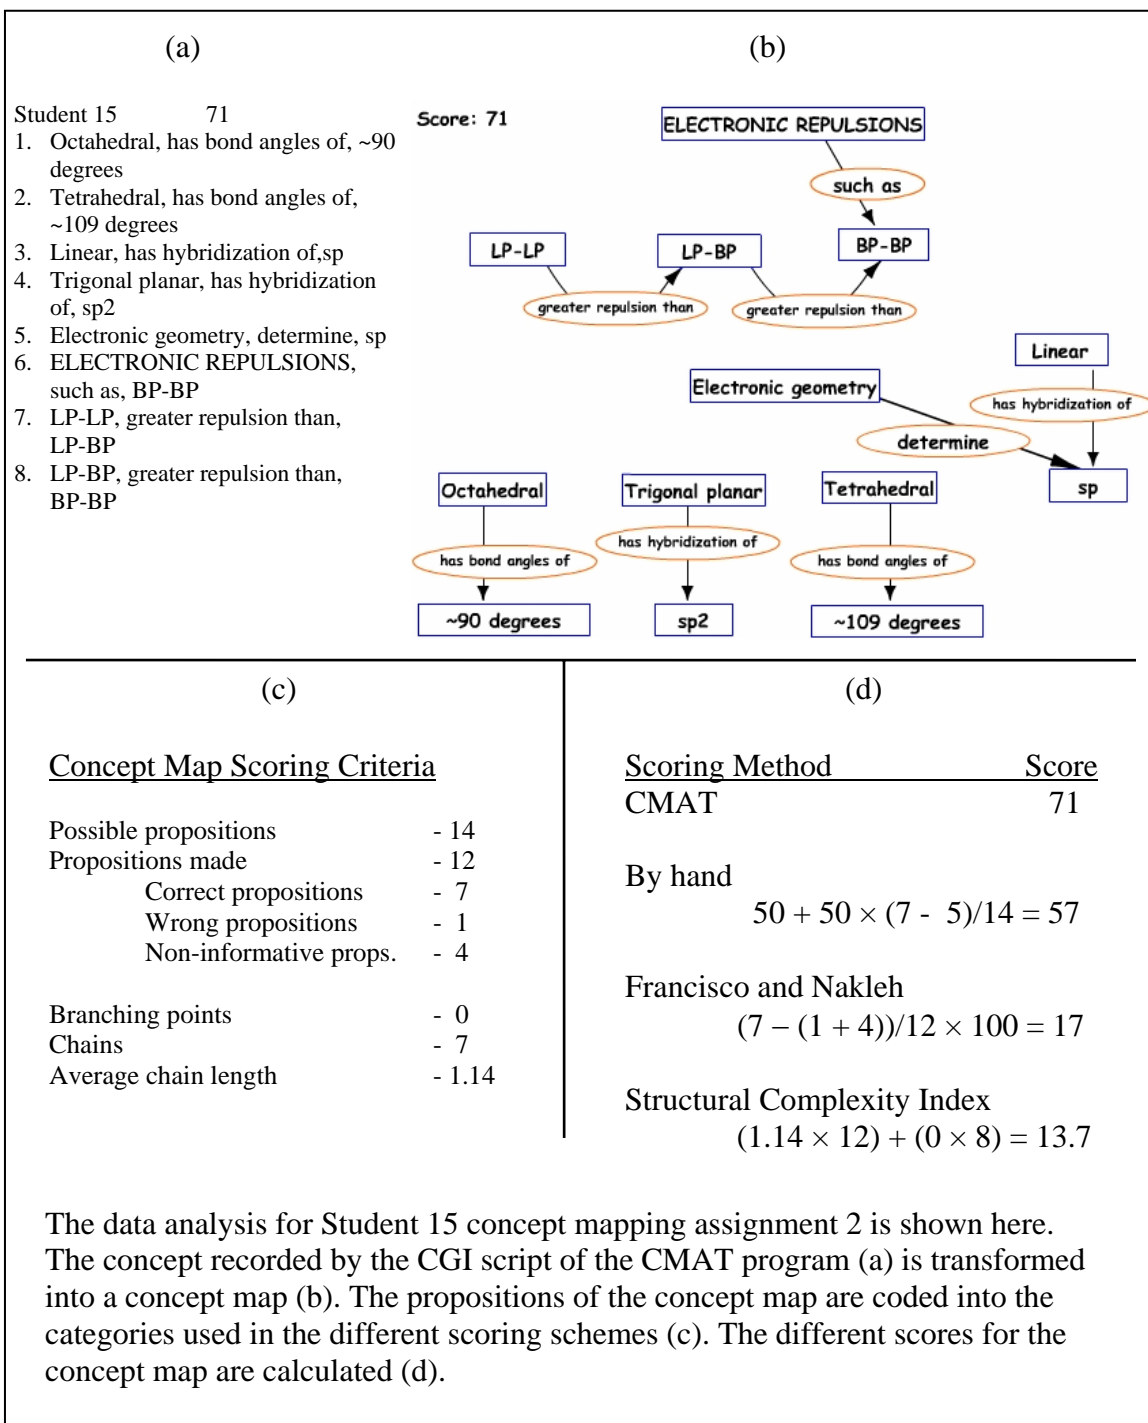 (a)
Student 15 71
1. Octahedral, has bond angles of, ~90
degrees
2. Tetrahedral, has bond angles of,
~109 degrees
3. Linear, has hybridization of,sp
4. Trigonal planar, has hybridization
of, sp2
5. Electronic geometry, determine, sp
6. ELECTRONIC REPULSIONS,
such as, BP-BP
7. LP-LP, greater repulsion than,
LP-BP
8. LP-BP, greater repulsion than,
BP-BP
(b)
Score: 71
ELECTRONIC REPULSIONS
such as
LP-LP
LP-BP
BP-BP
greater repulsion than
greater repulsion than
Linear
Electronic geometry
has hybridization of
determine
sp
Octahedral
Trigonal planar
Tetrahedral
has bond angles of
has hybridization of
has bond angles of
~90 degrees
sp2
~109 degrees
(c)
Concept Map Scoring Criteria
Possible propositions - 14
Propositions made - 12
Correct propositions - 7
Wrong propositions - 1
Non-informative props. - 4
Branching points - 0
Chains - 7
Average chain length - 1.14
(d)
Scoring Method Score
CMAT 71
By hand
50 + 50 × (7 - 5)/14 = 57
Francisco and Nakleh
(7 – (1 + 4))/12 × 100 = 17
Structural Complexity Index
(1.14 × 12) + (0 × 8) = 13.7
The data analysis for Student 15 concept mapping assignment 2 is shown here.
The concept recorded by the CGI script of the CMAT program (a) is transformed
into a concept map (b). The propositions of the concept map are coded into the
categories used in the different scoring schemes (c). The different scores for the
concept map are calculated (d).